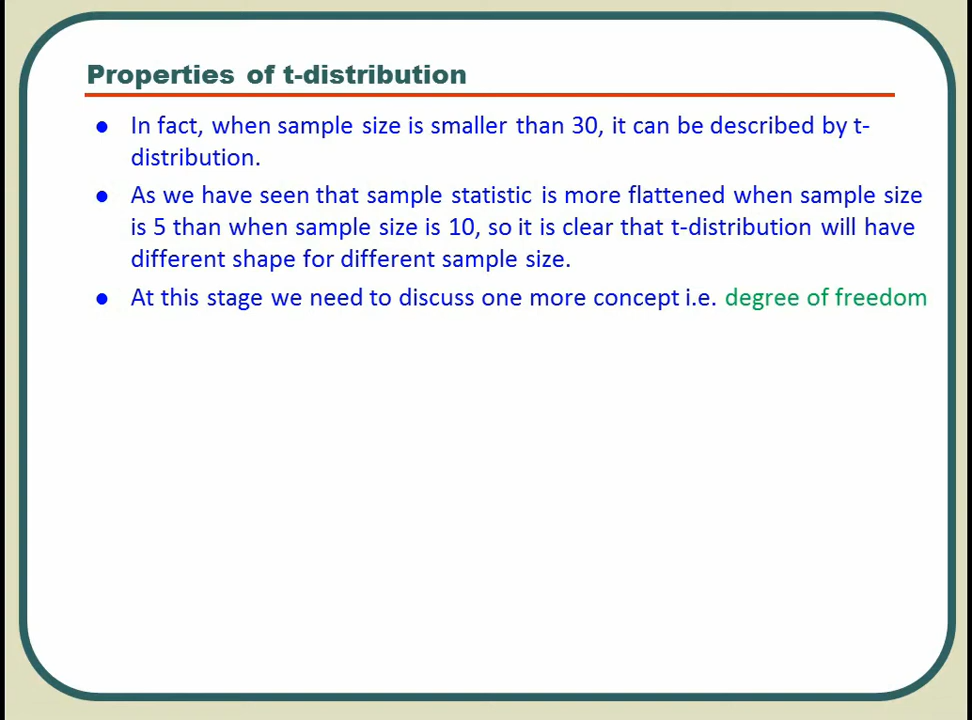 Properties of t-distribution
● In fact, when sample size is smaller than 30, it can be described by t-
distribution.
● As we have seen that sample statistic is more flattened when sample size
is 5 than when sample size is 10, so it is clear that t-distribution will have
different shape for different sample size.
● At this stage we need to discuss one more concept i.e. degree of freedom